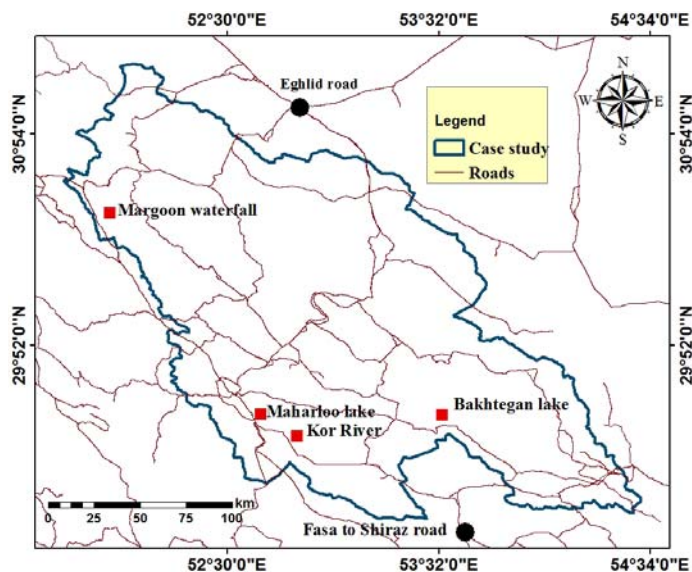 52°30'0"E 53°32'0"E 54°34'0"E
Eghlid road
N
W E
S
30°54'0"N
30°54'0"N
Legend
Case study
Roads
Margoon waterfall
29°52'0"N
29°52'0"N
Maharloo lake
Bakhtegan lake
Kor River
km
0 12.5 25 50 75 100
Fasa to Shiraz road
52°30'0"E 53°32'0"E 54°34'0"E